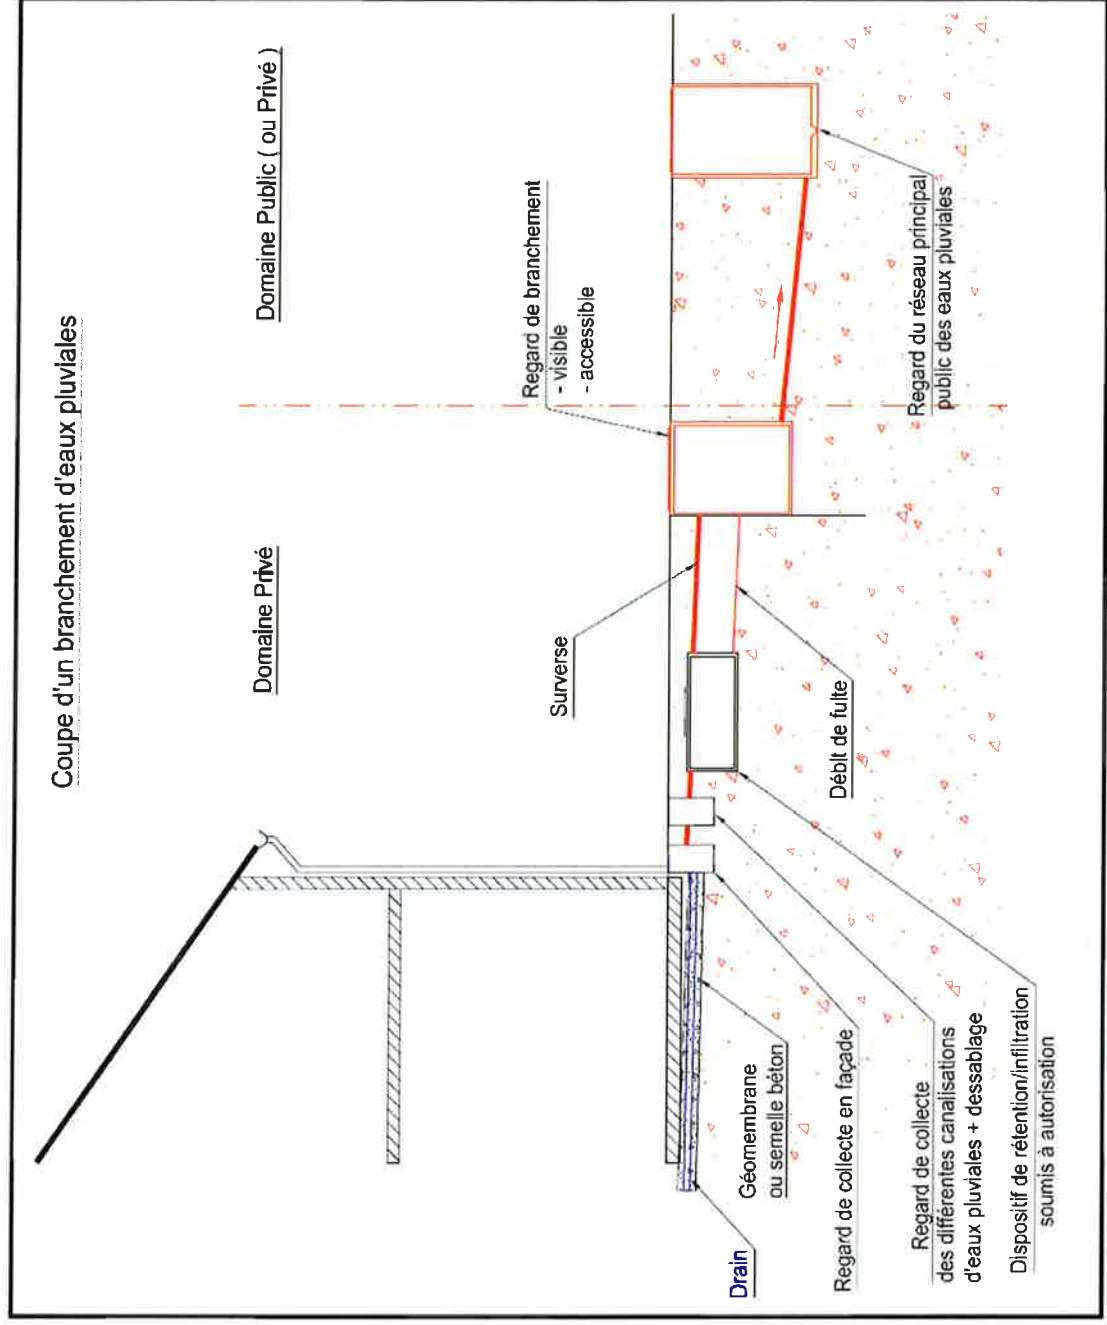 Coupe d'un branchement d'eaux pluviales
Domaine Privé
Domaine Public ( ou Privé )
Regard de branchement
- visible
- accessible
Surverse
Débit de fuite
Regard du réseau principal
public des eaux pluviales
Drain
Géomembrane
ou semelle béton
Regard de collecte en façade
Regard de collecte
des différentes canalisations
d'eaux pluviales + dessablage
Dispositif de rétention/infiltration
soumis à autorisation